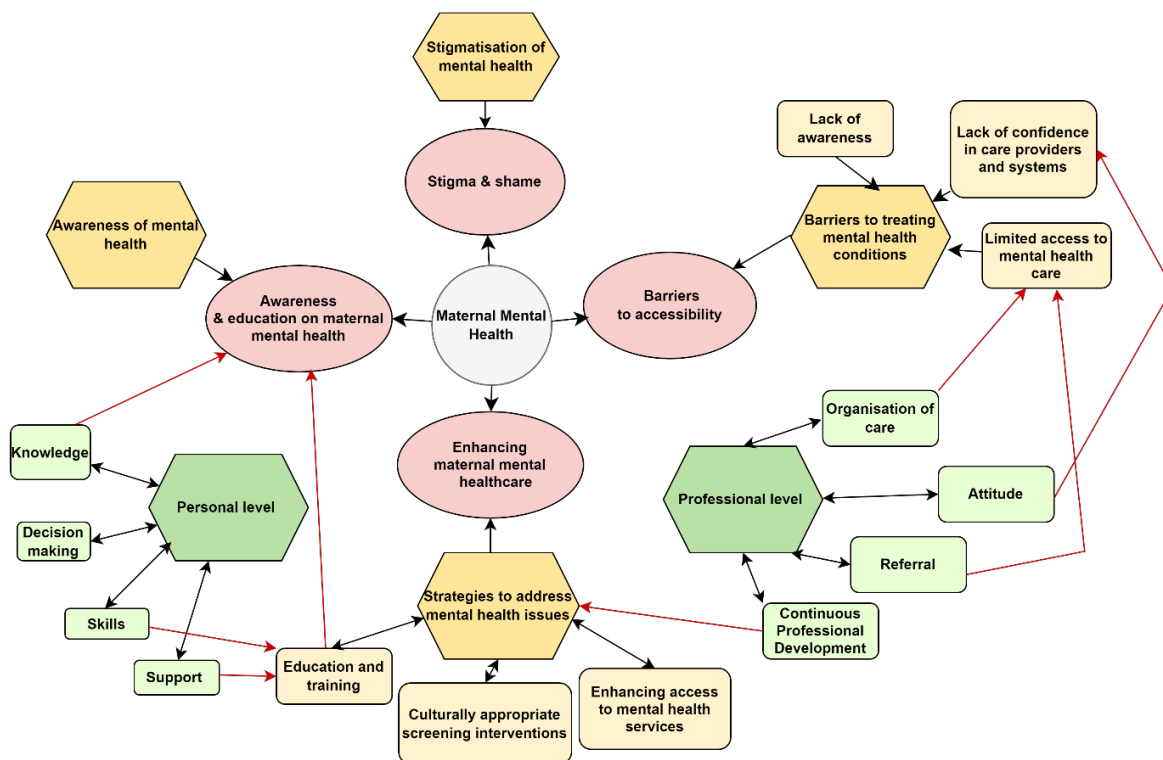 Stigmatisation of
mental health
Stigma & shame
Lack of
awareness
Lack of confidence
in care providers
and systems
Awareness of mental
health
Barriers to treating
mental health
conditions
Limited access to
mental health
care
Awareness
& education on maternal
mental health
Maternal Mental
Health
Barriers
to accessibility
Organisation of
care
Knowledge
Enhancing
maternal mental
healthcare
Personal level
Professional level
Attitude
Decision
making
Referral
Strategies to address
mental health issues
Skills
Continuous
Professional
Development
Support
Education and
training
Culturally appropriate
screening interventions
Enhancing access
to mental health
services